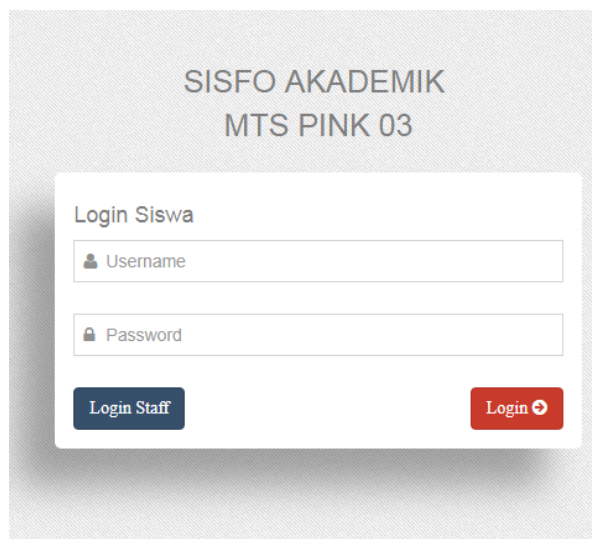 SISFO AKADEMIK
MTS PINK 03
Login Siswa
Username
Password
Login Staff
Login